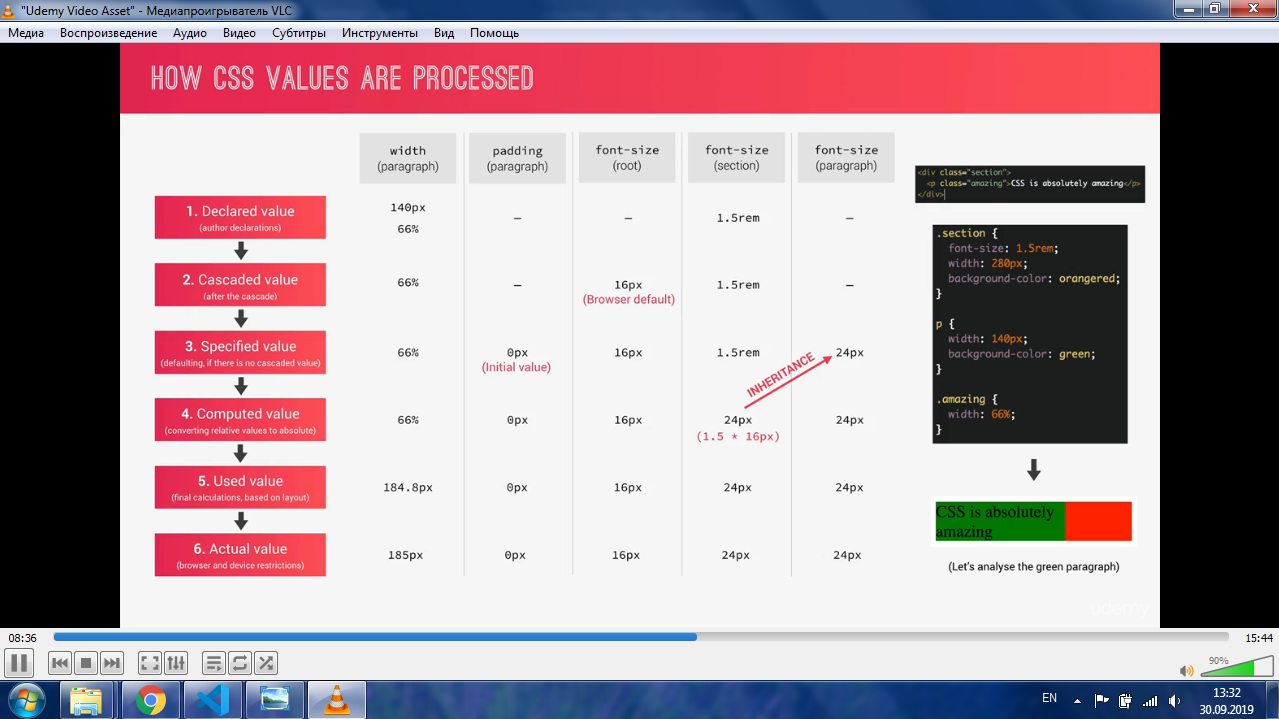 "Udemy Video Asset" - Медиапроигрыватель VLC
Медиа Воспроизведение Аудио Видео Субтитры Инструменты Вид Помощь
HOW CSS VALUES ARE PROCESSED
width
(paragraph)
padding
(paragraph)
font-size
(root)
font-size
(section)
font-size
(paragraph)
1. Declared value
(author declarations)
140px
66%
–
–
1.5rem
–
2. Cascaded value
(after the cascade)
66%
–
16px
(Browser default)
1.5rem
–
3. Specified value
(defaulting, if there is no cascaded value)
66%
0px
(Initial value)
16px
1.5rem
24px
INHERITANCE
4. Computed value
(converting relative values to absolute)
66%
0px
16px
24px
(1.5 * 16px)
24px
5. Used value
(final calculations, based on layout)
184.8px
0px
16px
24px
24px
6. Actual value
(browser and device restrictions)
185px
0px
16px
24px
24px
<div class="section">
<p class="amazing">CSS is absolutely amazing</p>
</div>
.section {
font-size: 1.5rem;
width: 280px;
background-color: orangered;
}
p {
width: 140px;
background-color: green;
}
.amazing {
width: 66%;
}
CSS is absolutely
amazing
(Let's analyse the green paragraph)
udemy
08:36
15:44
90%
EN
13:32
30.09.2019